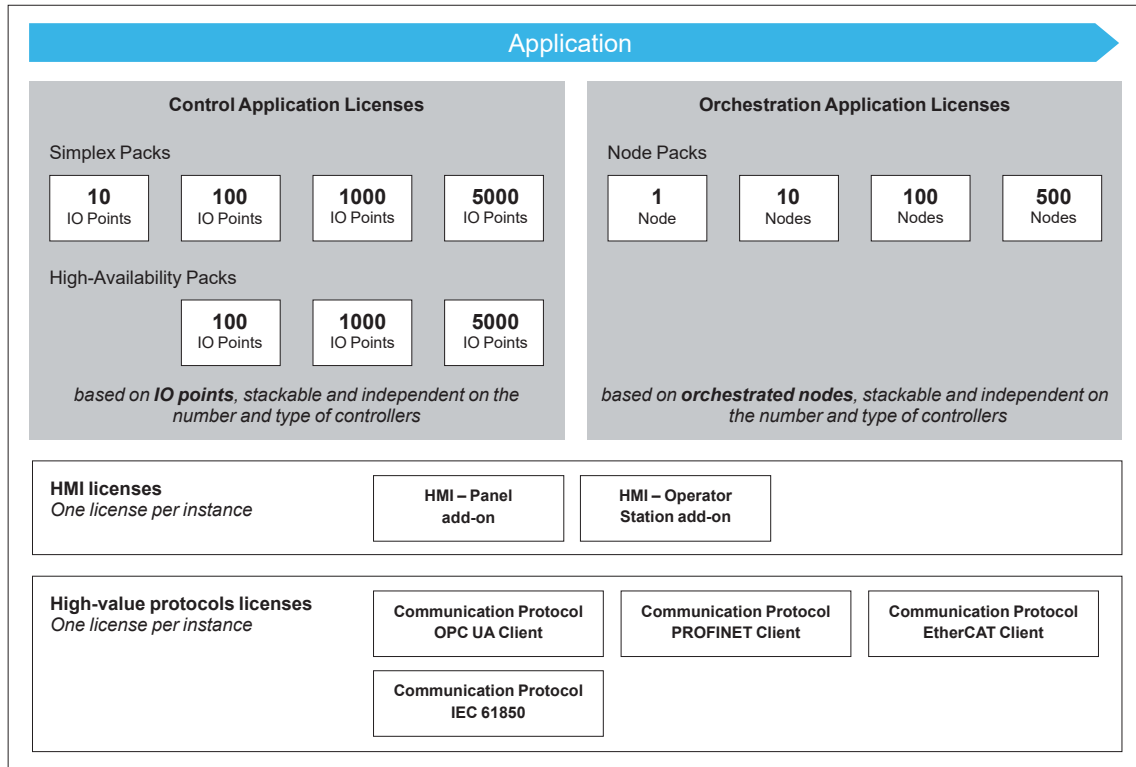 Application
Control Application Licenses
Simplex Packs
10
IO Points
100
IO Points
1000
IO Points
5000
IO Points
High-Availability Packs
100
IO Points
1000
IO Points
5000
IO Points
based on IO points, stackable and independent on the
number and type of controllers
Orchestration Application Licenses
Node Packs
1
Node
10
Nodes
100
Nodes
500
Nodes
based on orchestrated nodes, stackable and independent on
the number and type of controllers
HMI licenses
One license per instance
HMI – Panel
add-on
HMI – Operator
Station add-on
High-value protocols licenses
One license per instance
Communication Protocol
OPC UA Client
Communication Protocol
PROFINET Client
Communication Protocol
EtherCAT Client
Communication Protocol
IEC 61850